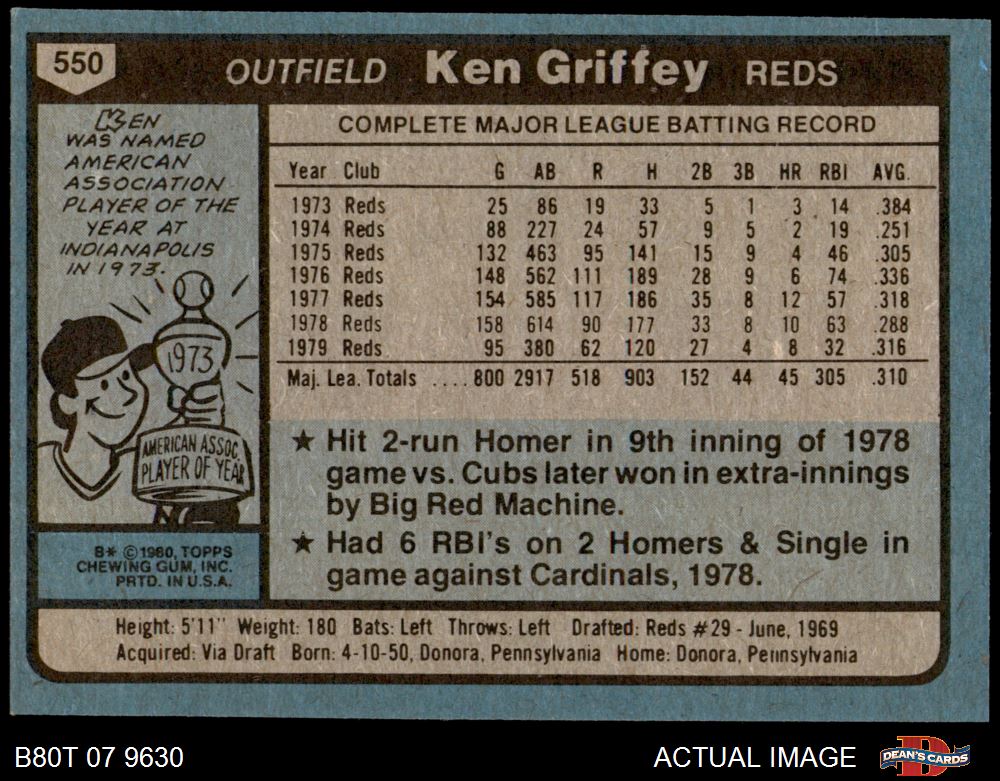 550
OUTFIELD Ken Griffey REDS
KEN
WAS NAMED
AMERICAN
ASSOCIATION
PLAYER OF THE
YEAR AT
INDIANAPOLIS
IN 1973.
1973
AMERICAN ASSOC.
PLAYER OF YEAR
B* © 1980, TOPPS
CHEWING GUM, INC.
PRTD. IN U.S.A.
COMPLETE MAJOR LEAGUE BATTING RECORD
Year Club G AB R H 2B 3B HR RBI AVG.
1973 Reds 25 86 19 33 5 1 3 14 .384
1974 Reds 88 227 24 57 9 5 2 19 .251
1975 Reds 132 463 95 141 15 9 4 46 .305
1976 Reds 148 562 111 189 28 9 6 74 .336
1977 Reds 154 585 117 186 35 8 12 57 .318
1978 Reds 158 614 90 177 33 8 10 63 .288
1979 Reds 95 380 62 120 27 4 8 32 .316
Maj. Lea. Totals .... 800 2917 518 903 152 44 45 305 .310
★ Hit 2-run Homer in 9th inning of 1978
game vs. Cubs later won in extra-innings
by Big Red Machine.
★ Had 6 RBI's on 2 Homers & Single in
game against Cardinals, 1978.
Height: 5'11" Weight: 180 Bats: Left Throws: Left Drafted: Reds #29 - June, 1969
Acquired: Via Draft Born: 4-10-50, Donora, Pennsylvania Home: Donora, Pennsylvania
B80T 07 9630
ACTUAL IMAGE
DEAN'S CARDS